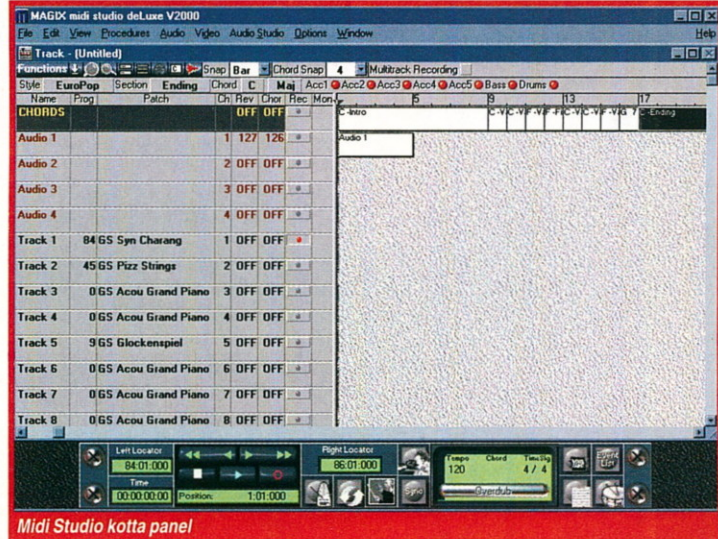 MAGIX midi studio deLuxe V2000
File Edit View Procedures Audio Video Audio Studio Options Window Help
Track - (Untitled)
Functions Snap Bar Chord Snap 4 Multitrack Recording
Style EuroPop Section Ending Chord C Maj Acc1 Acc2 Acc3 Acc4 Acc5 Bass Drums
Name Prog Patch Ch Rev Chor Rec Mon 5 9 13 17
CHORDS OFF OFF C -Intro C -Ending
Audio 1 1 127 126 Audio 1
Audio 2 2 OFF OFF
Audio 3 3 OFF OFF
Audio 4 4 OFF OFF
Track 1 84 GS Syn Charang 1 OFF OFF
Track 2 45 GS Pizz Strings 2 OFF OFF
Track 3 0 GS Acou Grand Piano 3 OFF OFF
Track 4 0 GS Acou Grand Piano 4 OFF OFF
Track 5 9 GS Glockenspiel 5 OFF OFF
Track 6 0 GS Acou Grand Piano 6 OFF OFF
Track 7 0 GS Acou Grand Piano 7 OFF OFF
Track 8 0 GS Acou Grand Piano 8 OFF OFF
Left Locator Right Locator
84:01:000 86:01:000
Tempo Chord TimeSig
120 4 / 4
Event List
Time
00:00:00:00 Position: 1:01:000 Sync Overdub
Midi Studio kotta panel